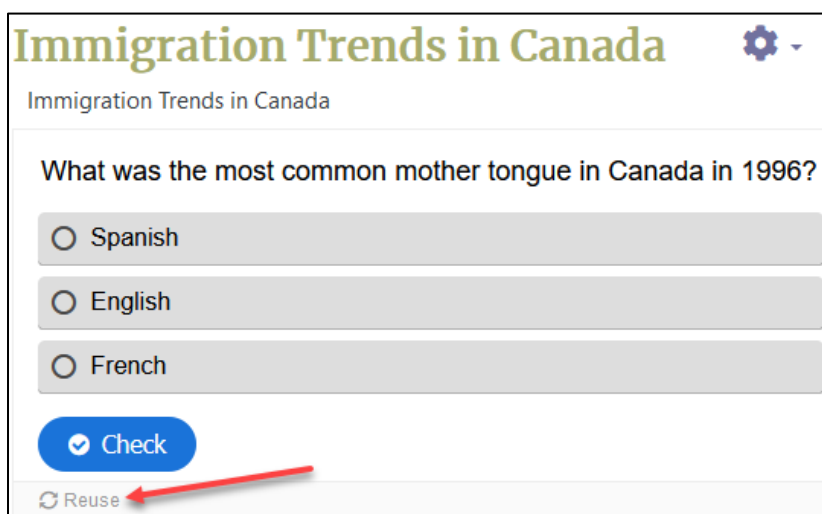 Immigration Trends in Canada
Immigration Trends in Canada
What was the most common mother tongue in Canada in 1996?
Spanish
English
French
Check
Reuse